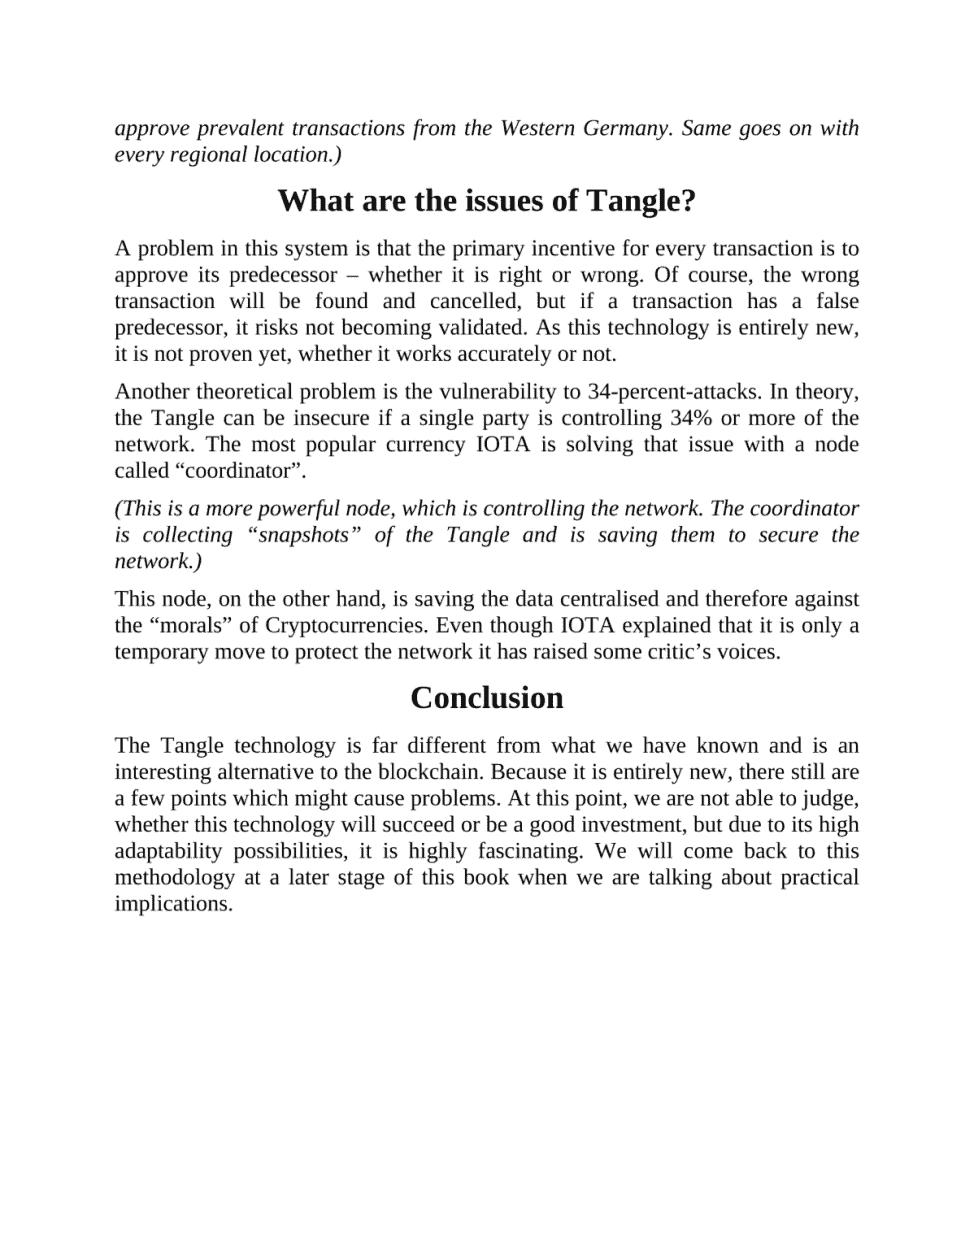 approve prevalent transactions from the Western Germany. Same goes on with
every regional location.)
What are the issues of Tangle?
A problem in this system is that the primary incentive for every transaction is to
approve its predecessor – whether it is right or wrong. Of course, the wrong
transaction will be found and cancelled, but if a transaction has a false
predecessor, it risks not becoming validated. As this technology is entirely new,
it is not proven yet, whether it works accurately or not.
Another theoretical problem is the vulnerability to 34-percent-attacks. In theory,
the Tangle can be insecure if a single party is controlling 34% or more of the
network. The most popular currency IOTA is solving that issue with a node
called “coordinator”.
(This is a more powerful node, which is controlling the network. The coordinator
is collecting “snapshots” of the Tangle and is saving them to secure the
network.)
This node, on the other hand, is saving the data centralised and therefore against
the “morals” of Cryptocurrencies. Even though IOTA explained that it is only a
temporary move to protect the network it has raised some critic’s voices.
Conclusion
The Tangle technology is far different from what we have known and is an
interesting alternative to the blockchain. Because it is entirely new, there still are
a few points which might cause problems. At this point, we are not able to judge,
whether this technology will succeed or be a good investment, but due to its high
adaptability possibilities, it is highly fascinating. We will come back to this
methodology at a later stage of this book when we are talking about practical
implications.